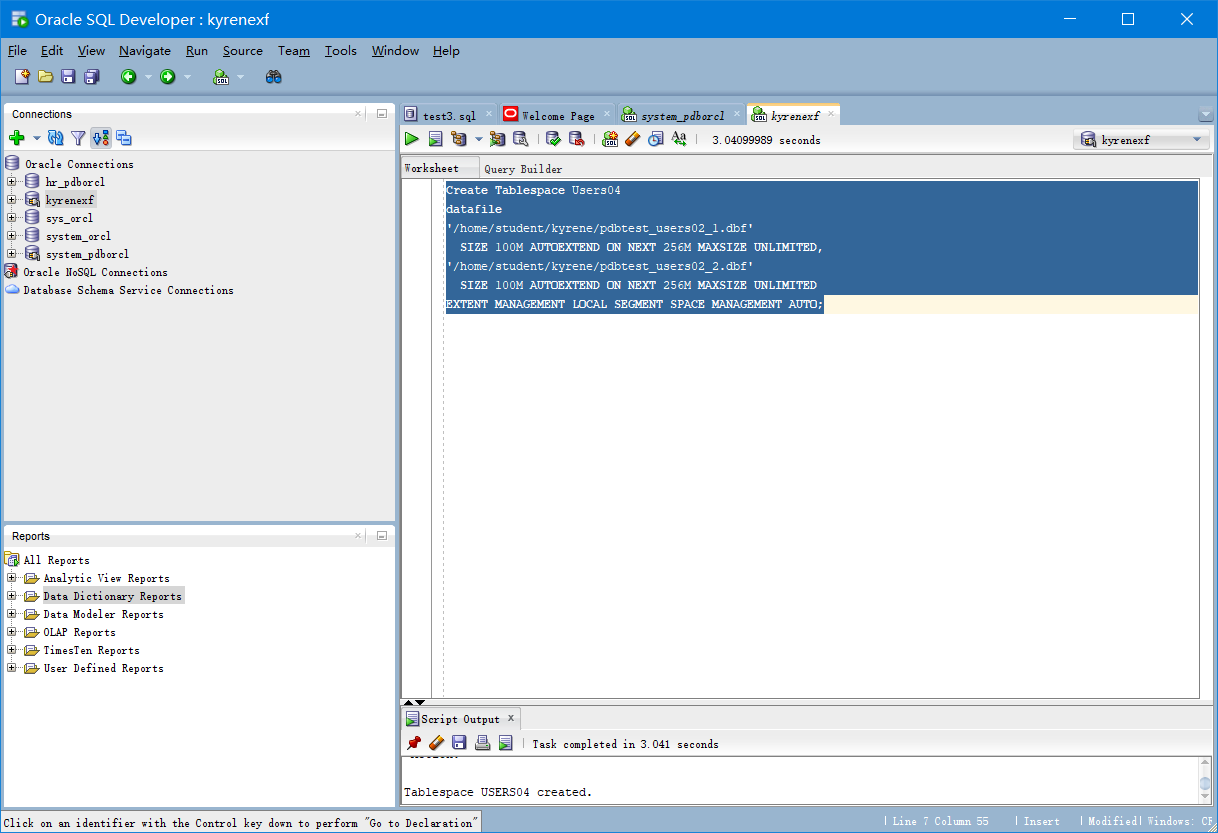 Oracle SQL Developer : kyrenexf
File Edit View Navigate Run Source Team Tools Window Help
Connections
Oracle Connections
hr_pdborcl
kyrenexf
sys_orcl
system_orcl
system_pdborcl
Oracle NoSQL Connections
Database Schema Service Connections
Reports
All Reports
Analytic View Reports
Data Dictionary Reports
Data Modeler Reports
OLAP Reports
TimesTen Reports
User Defined Reports
test3.sql Welcome Page system_pdborcl kyrenexf
3.04099989 seconds kyrenexf
Worksheet Query Builder
Create Tablespace Users04
datafile
'/home/student/kyrene/pdbtest_users02_1.dbf'
SIZE 100M AUTOEXTEND ON NEXT 256M MAXSIZE UNLIMITED,
'/home/student/kyrene/pdbtest_users02_2.dbf'
SIZE 100M AUTOEXTEND ON NEXT 256M MAXSIZE UNLIMITED
EXTENT MANAGEMENT LOCAL SEGMENT SPACE MANAGEMENT AUTO;
Script Output x
Task completed in 3.041 seconds
Tablespace USERS04 created.
Click on an identifier with the Control key down to perform "Go to Declaration"
| Line 7 Column 55 | Insert | Modified| Windows: CF